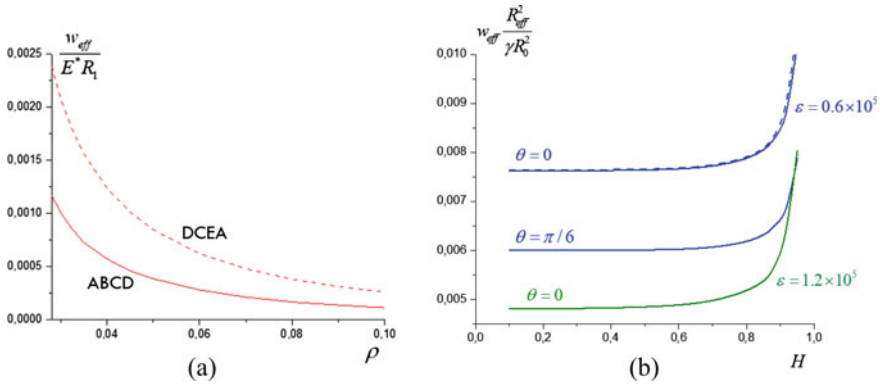 w_eff / E* R_1
0,0025
0,0020
0,0015
0,0010
0,0005
0,0000
DCEA
ABCD
0,04 0,06 0,08 0,10
ρ
(a)
w_eff R²_eff / γR²_0
0,010
0,009
0,008
0,007
0,006
0,005
ε = 0.6×10⁵
θ = 0
θ = π/6
θ = 0
ε = 1.2×10⁵
0,0 0,2 0,4 0,6 0,8 1,0
H
(b)